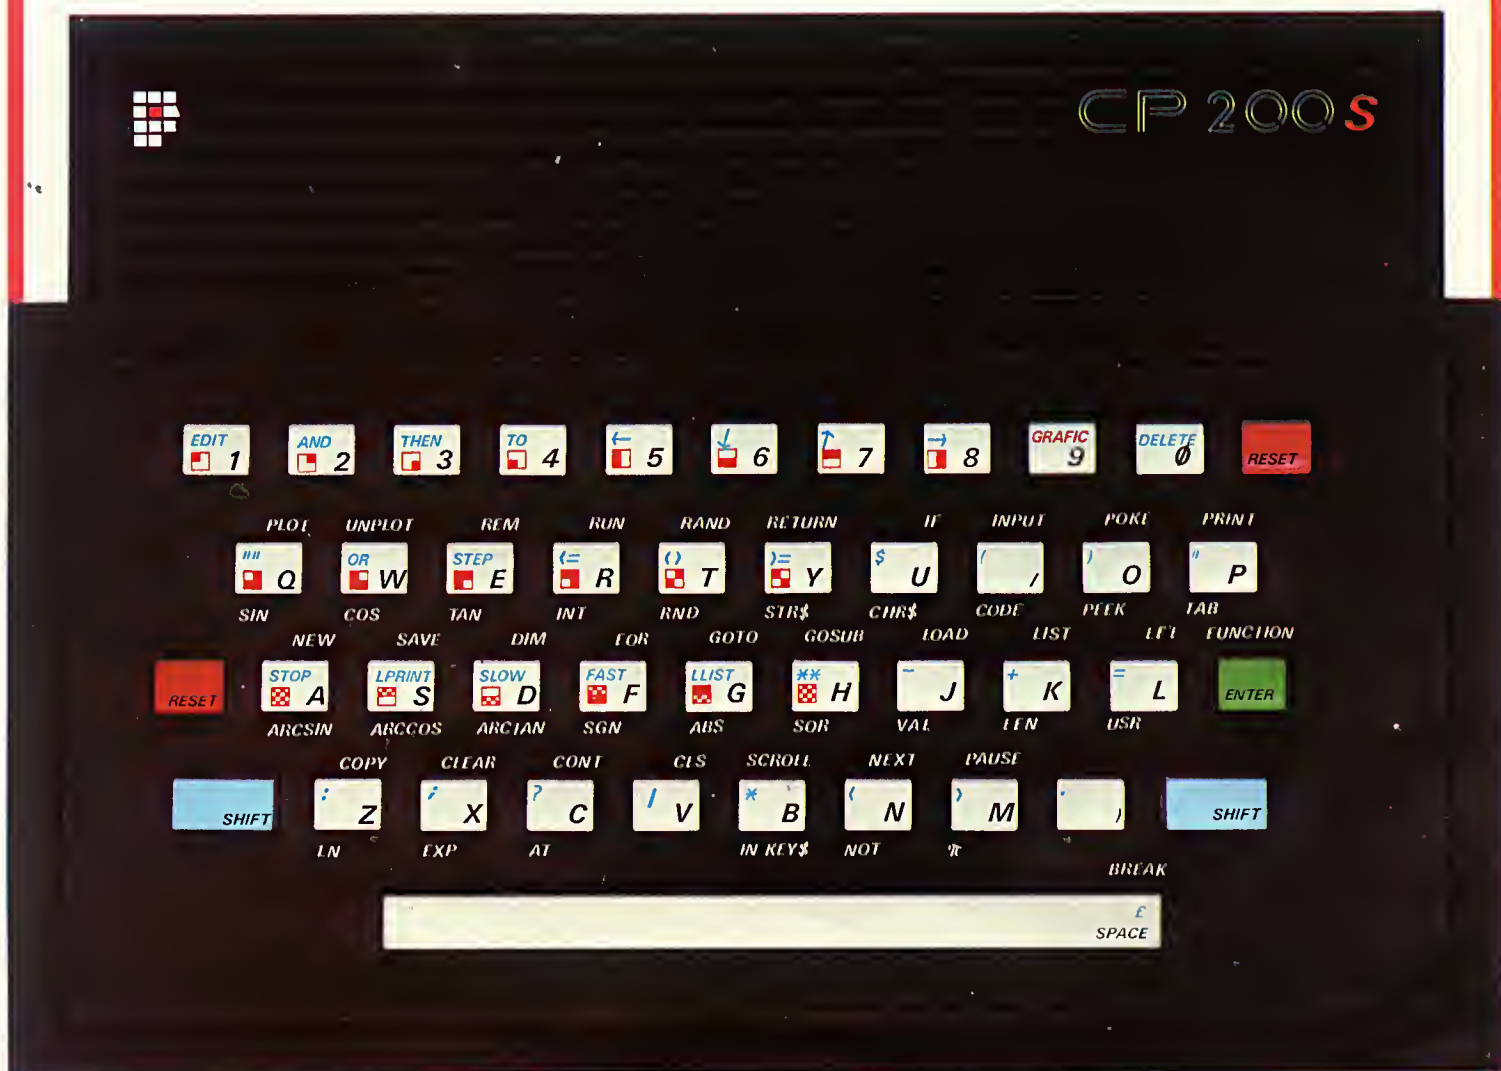 CP 200 S
EDIT AND THEN TO ← ↓ ↑ → GRAFIC DELETE
1 2 3 4 5 6 7 8 9 Ø RESET
PLOT UNPLOT REM RUN RAND RETURN IF INPUT POKE PRINT
"" OR STEP <= () >= $ ( ) "
Q W E R T Y U O P
SIN COS TAN INT RND STR$ CHR$ CODE PEEK TAB
NEW SAVE DIM FOR GOTO GOSUB LOAD LIST LET FUNCTION
STOP LPRINT SLOW FAST LLIST ** - + =
RESET A S D F G H J K L ENTER
ARCSIN ARCCOS ARCTAN SGN ABS SOR VAL LEN USR
COPY CLEAR CONT CLS SCROLL NEXT PAUSE
: ; ? / * < >
SHIFT Z X C V B N M SHIFT
LN EXP AT IN KEY$ NOT π
BREAK
£
SPACE